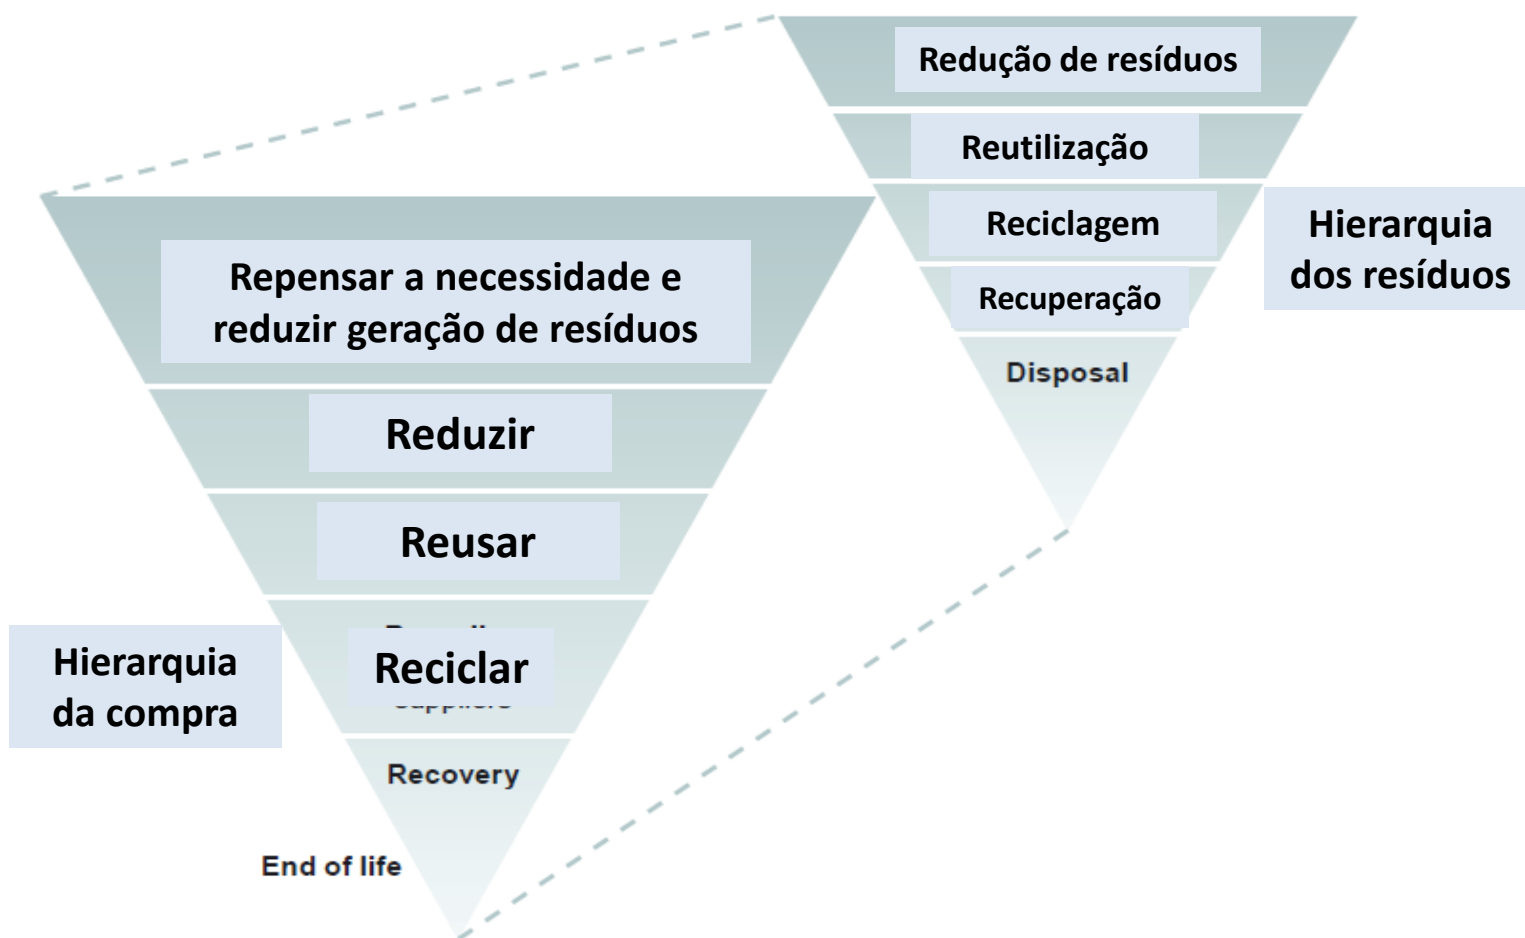 Redução de resíduos
Reutilização
Reciclagem
Recuperação
Disposal
Hierarquia
dos resíduos
Repensar a necessidade e
reduzir geração de resíduos
Reduzir
Reusar
Reciclar
Recovery
Hierarquia
da compra
End of life